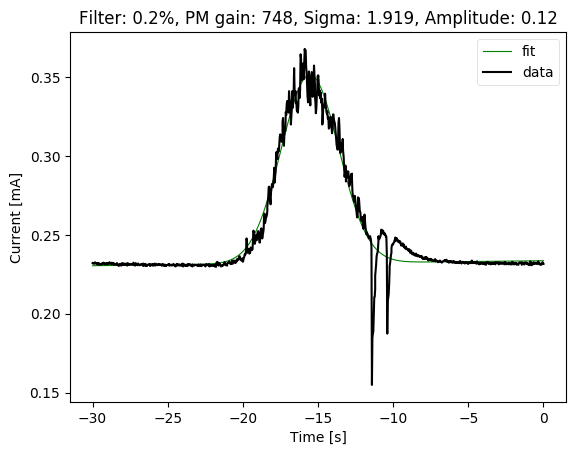 Filter: 0.2%, PM gain: 748, Sigma: 1.919, Amplitude: 0.12
fit
data
0.35
0.30
0.25
0.20
0.15
Current [mA]
−30
−25
−20
−15
−10
−5
0
Time [s]